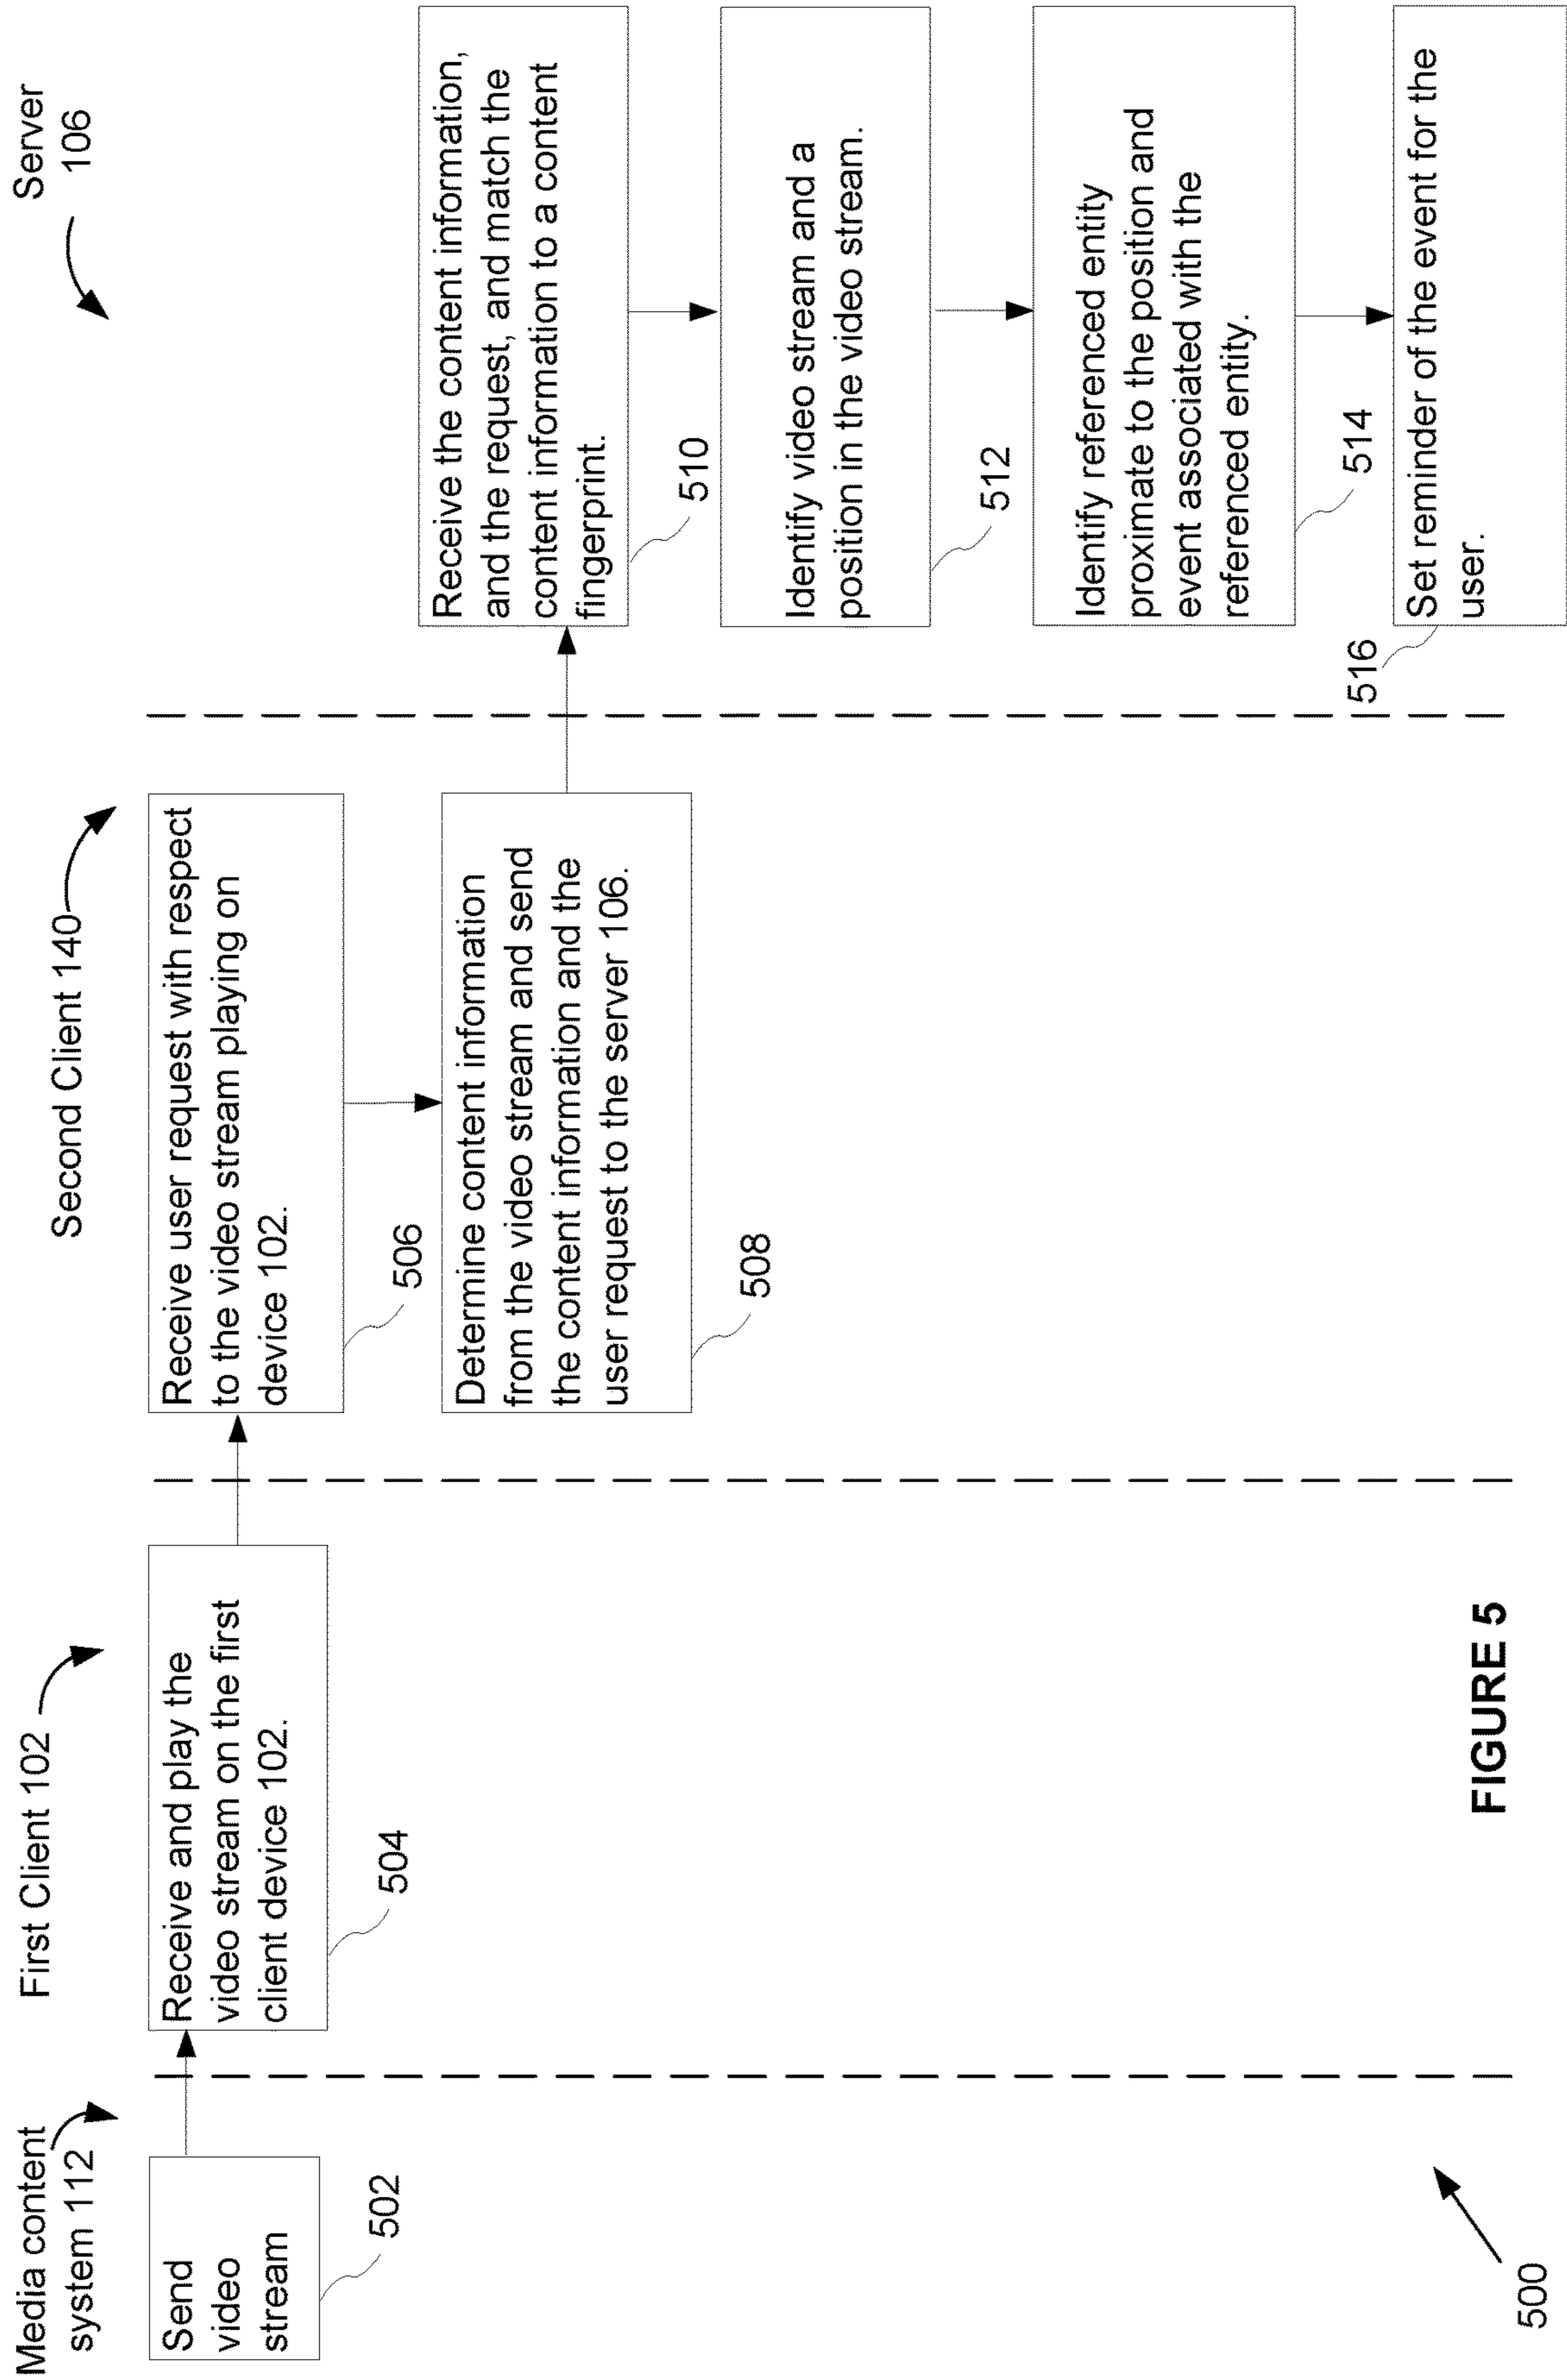 Media content
system 112
First Client 102
Second Client 140
Server
106
Send
video
stream
502
Receive and play the
video stream on the first
client device 102.
504
Receive user request with respect
to the video stream playing on
device 102.
506
Determine content information
from the video stream and send
the content information and the
user request to the server 106.
508
Receive the content information,
and the request, and match the
content information to a content
fingerprint.
510
Identify video stream and a
position in the video stream.
512
Identify referenced entity
proximate to the position and
event associated with the
referenced entity.
514
Set reminder of the event for the
user.
516
500
FIGURE 5